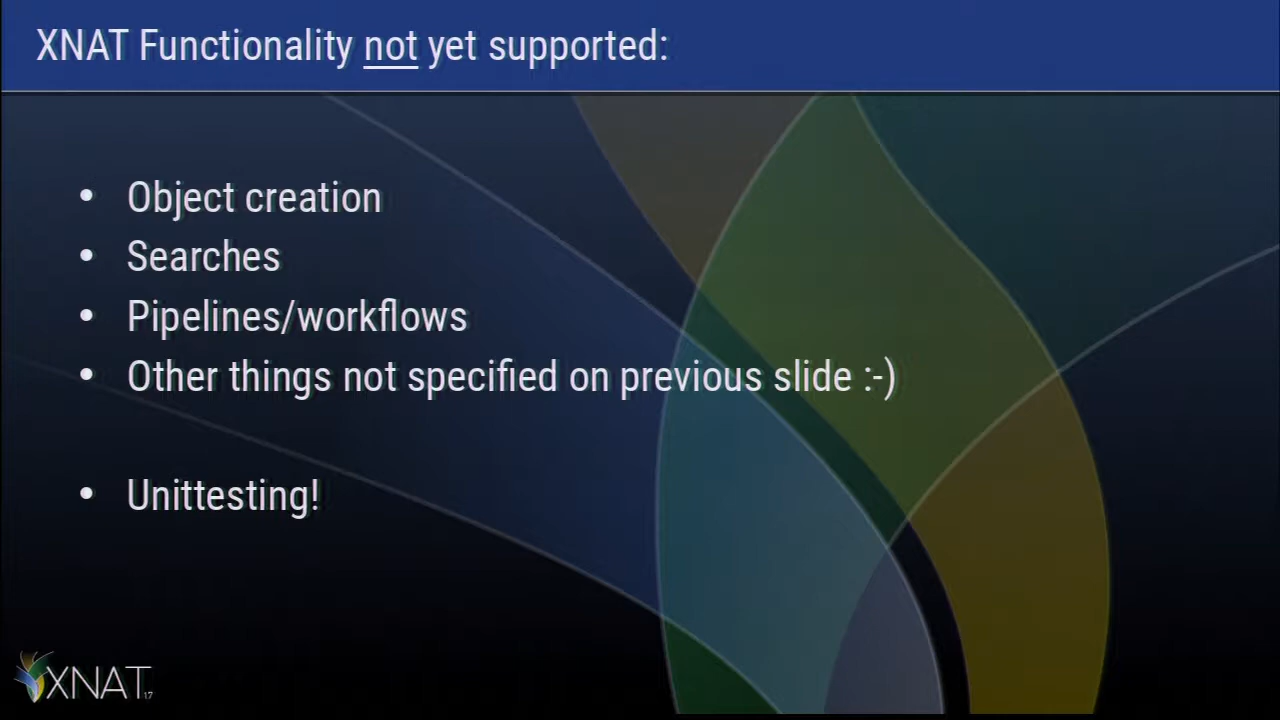 XNAT Functionality not yet supported:
• Object creation
• Searches
• Pipelines/workflows
• Other things not specified on previous slide :-)
• Unittesting!
XNAT 17